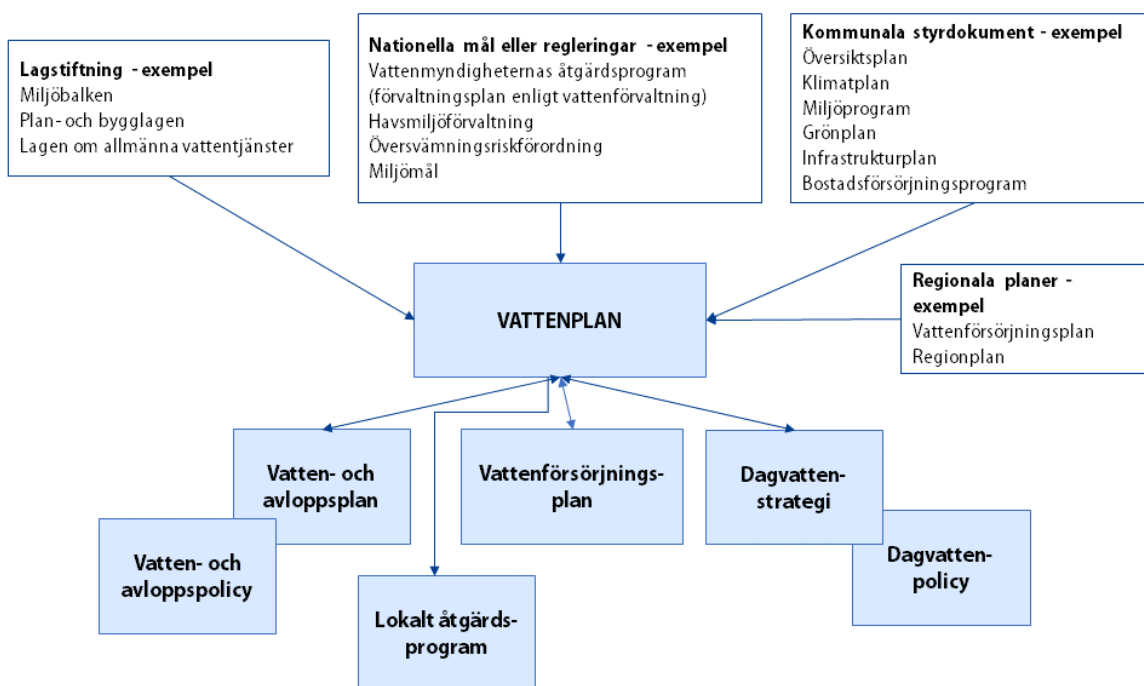 Lagstiftning - exempel
Miljöbalken
Plan- och bygglagen
Lagen om allmänna vattentjänster
Nationella mål eller regleringar - exempel
Vattenmyndigheternas åtgärdsprogram
(förvaltningsplan enligt vattenförvaltning)
Havsmiljöförvaltning
Översvämningsriskförordning
Miljömål
Kommunala styrdokument - exempel
Översiktsplan
Klimatplan
Miljöprogram
Grönplan
Infrastrukturplan
Bostadsförsörjningsprogram
VATTENPLAN
Regionala planer -
exempel
Vattenförsörjningsplan
Regionplan
Vatten- och
avloppsplan
Vattenförsörjnings-
plan
Dagvatten-
strategi
Vatten- och
avloppspolicy
Lokalt åtgärds-
program
Dagvatten-
policy